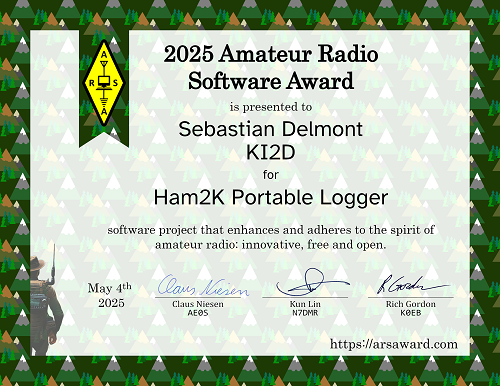 A
R S
A
2025 Amateur Radio
Software Award
is presented to
Sebastian Delmont
KI2D
for
Ham2K Portable Logger
software project that enhances and adheres to the spirit of
amateur radio: innovative, free and open.
May 4th
2025
Claus Niesen
Claus Niesen
AE0S
Kun Lin
N7DMR
R Gordon
Rich Gordon
K0EB
https://arsaward.com